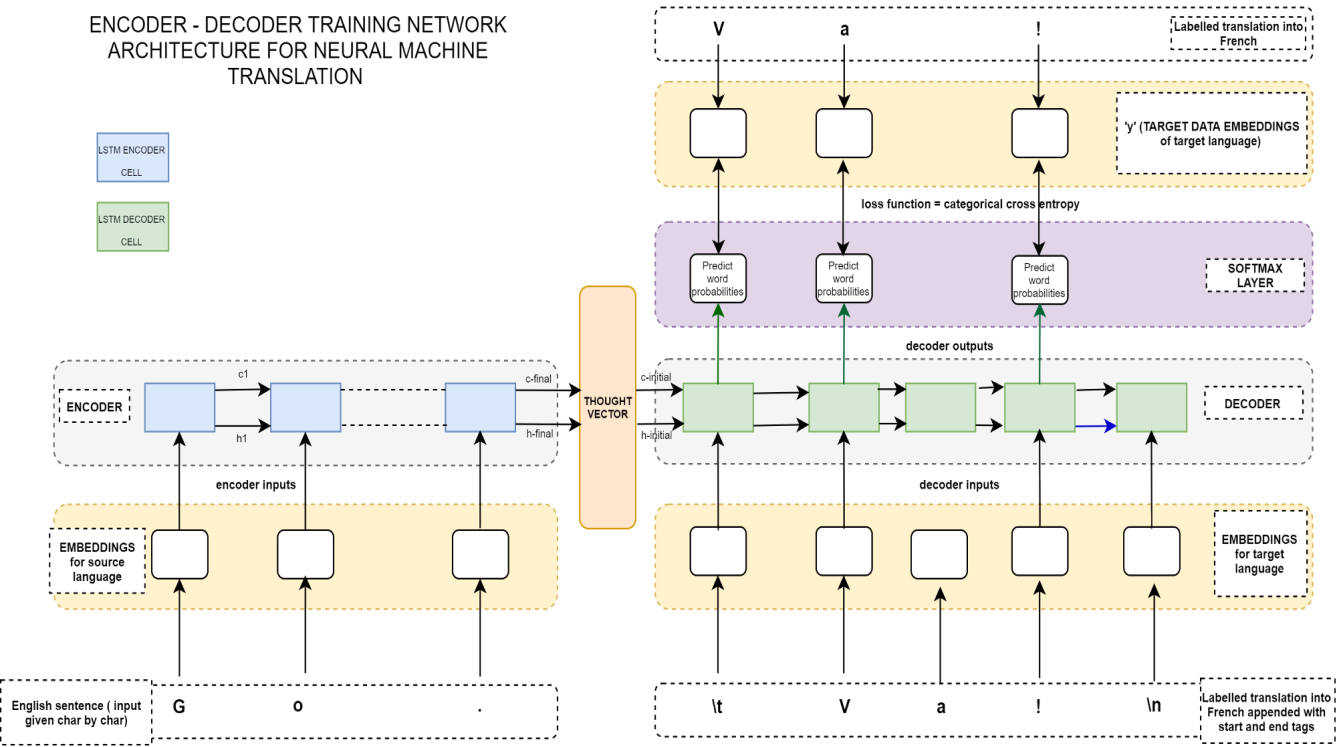 ENCODER - DECODER TRAINING NETWORK
ARCHITECTURE FOR NEURAL MACHINE
TRANSLATION
V
a
!
Labelled translation into
French
LSTM ENCODER
CELL
LSTM DECODER
CELL
'y' (TARGET DATA EMBEDDINGS
of target language)
loss function = categorical cross entropy
Predict
word
probabilities
Predict
word
probabilities
Predict
word
probabilities
SOFTMAX
LAYER
decoder outputs
ENCODER
c1
h1
c-final
h-final
THOUGHT
VECTOR
c-initial
h-initial
DECODER
encoder inputs
decoder inputs
EMBEDDINGS
for source
language
EMBEDDINGS
for target
language
English sentence ( input
given char by char)
G
o
.
\t
V
a
!
\n
Labelled translation into
French appended with
start and end tags